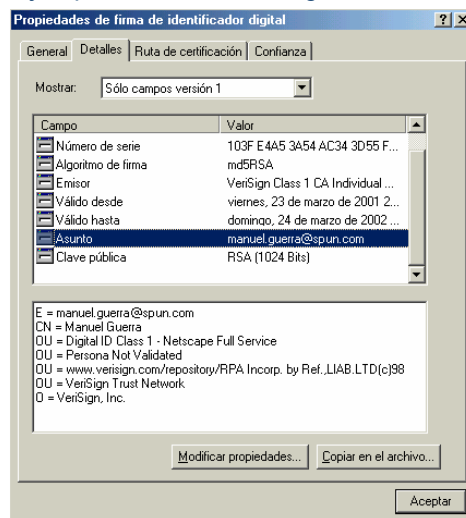 Propiedades de firma de identificador digital
General Detalles Ruta de certificación Confianza
Mostrar: Sólo campos versión 1
Campo Valor
Número de serie 103F E4A5 3A54 AC34 3D55 F...
Algoritmo de firma md5RSA
Emisor VeriSign Class 1 CA Individual ...
Válido desde viernes, 23 de marzo de 2001 2...
Válido hasta domingo, 24 de marzo de 2002 ...
Asunto manuel.guerra@spun.com
Clave pública RSA (1024 Bits)
E = manuel.guerra@spun.com
CN = Manuel Guerra
OU = Digital ID Class 1 - Netscape Full Service
OU = Persona Not Validated
OU = www.verisign.com/repository/RPA Incorp. by Ref.,LIAB.LTD(c)98
OU = VeriSign Trust Network
O = VeriSign, Inc.
Modificar propiedades... Copiar en el archivo...
Aceptar